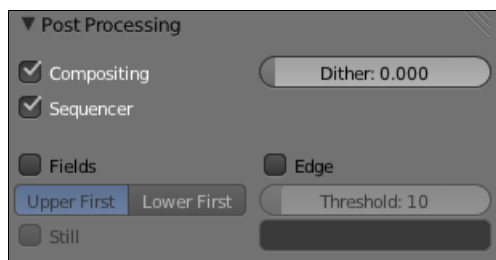 Post Processing
Compositing
Dither: 0.000
Sequencer
Fields
Edge
Upper First
Lower First
Threshold: 10
Still